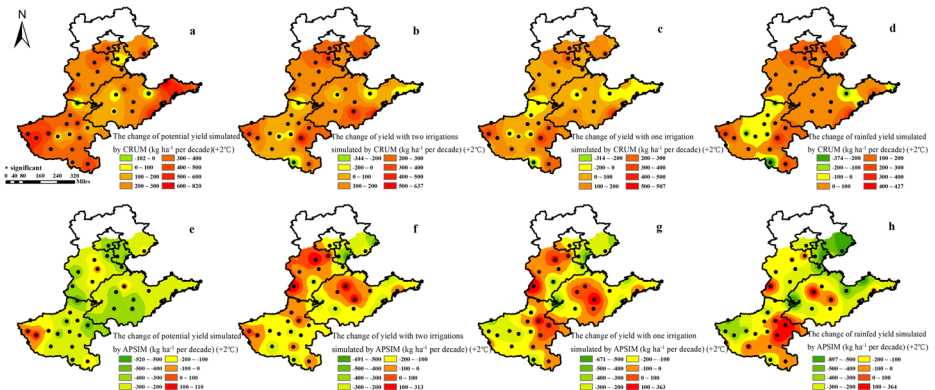 N
a
b
c
d
The change of potential yield simulated
by CRUM (kg ha⁻¹ per decade) (+2℃)
-102 ~ 0 300 ~ 400
0 ~ 100 400 ~ 500
100 ~ 200 500 ~ 600
200 ~ 300 600 ~ 820
• significant
0 40 80 160 240 320
Miles
The change of yield with two irrigations
simulated by CRUM (kg ha⁻¹ per decade) (+2℃)
-344 ~ -200 200 ~ 300
-200 ~ 0 300 ~ 400
0 ~ 100 400 ~ 500
100 ~ 200 500 ~ 637
The change of yield with one irrigation
simulated by CRUM (kg ha⁻¹ per decade) (+2℃)
-314 ~ -200 200 ~ 300
-200 ~ 0 300 ~ 400
0 ~ 100 400 ~ 500
100 ~ 200 500 ~ 507
The change of rainfed yield simulated
by CRUM (kg ha⁻¹ per decade) (+2℃)
-374 ~ -200 100 ~ 200
-200 ~ -100 200 ~ 300
-100 ~ 0 300 ~ 400
0 ~ 100 400 ~ 427
e
f
g
h
The change of potential yield simulated
by APSIM (kg ha⁻¹ per decade) (+2℃)
-520 ~ -500 -200 ~ -100
-500 ~ -400 -100 ~ 0
-400 ~ -300 0 ~ 100
-300 ~ -200 100 ~ 110
The change of yield with two irrigations
simulated by APSIM (kg ha⁻¹ per decade) (+2℃)
-691 ~ -500 -200 ~ -100
-500 ~ -400 -100 ~ 0
-400 ~ -300 0 ~ 100
-300 ~ -200 100 ~ 313
The change of yield with one irrigation
simulated by APSIM (kg ha⁻¹ per decade) (+2℃)
-671 ~ -500 -200 ~ -100
-500 ~ -400 -100 ~ 0
-400 ~ -300 0 ~ 100
-300 ~ -200 100 ~ 363
The change of rainfed yield simulated
by APSIM (kg ha⁻¹ per decade) (+2℃)
-897 ~ -500 -200 ~ -100
-500 ~ -400 -100 ~ 0
-400 ~ -300 0 ~ 100
-300 ~ -200 100 ~ 364